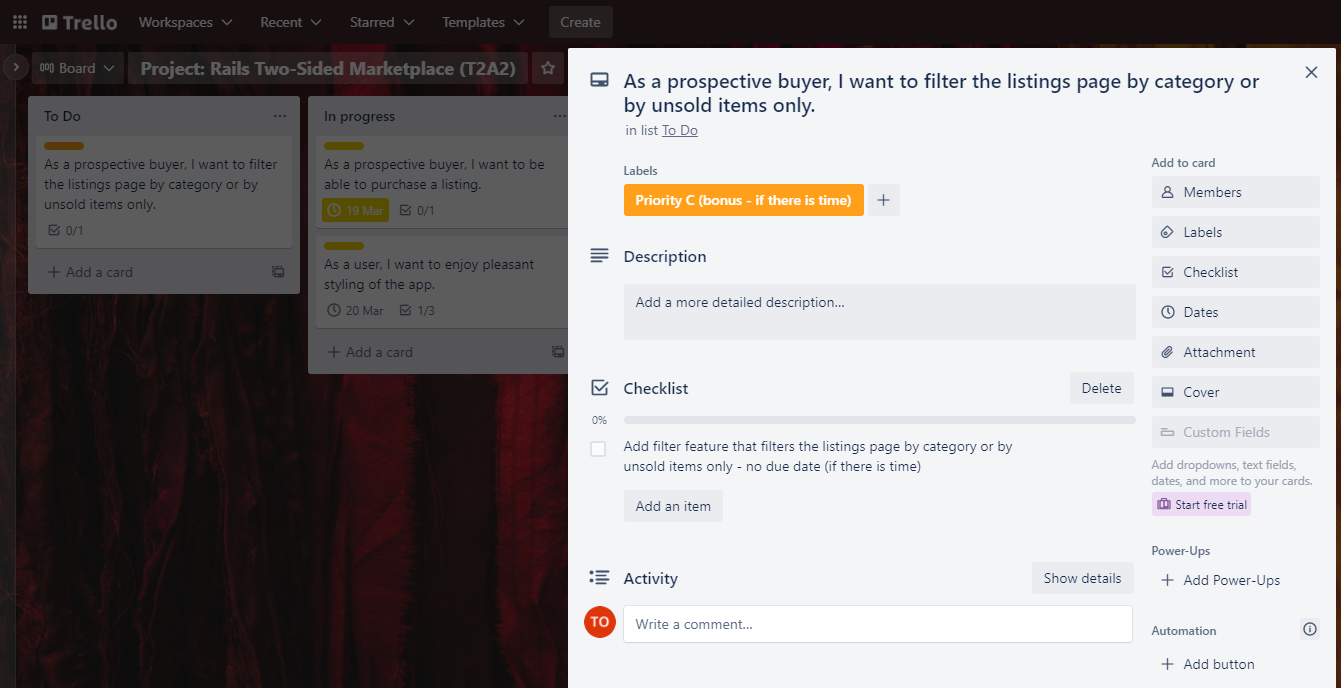 Trello
Workspaces
Recent
Starred
Templates
Create
Board
Project: Rails Two-Sided Marketplace (T2A2)
To Do
As a prospective buyer, I want to filter
the listings page by category or by
unsold items only.
0/1
Add a card
In progress
As a prospective buyer, I want to be
able to purchase a listing.
19 Mar
0/1
As a user, I want to enjoy pleasant
styling of the app.
20 Mar
1/3
Add a card
As a prospective buyer, I want to filter the listings page by category or
by unsold items only.
in list To Do
Labels
Priority C (bonus - if there is time)
Description
Add a more detailed description...
Checklist
Delete
0%
Add filter feature that filters the listings page by category or by
unsold items only - no due date (if there is time)
Add an item
Activity
Show details
TO
Write a comment...
Add to card
Members
Labels
Checklist
Dates
Attachment
Cover
Custom Fields
Add dropdowns, text fields,
dates, and more to your cards.
Start free trial
Power-Ups
Add Power-Ups
Automation
Add button